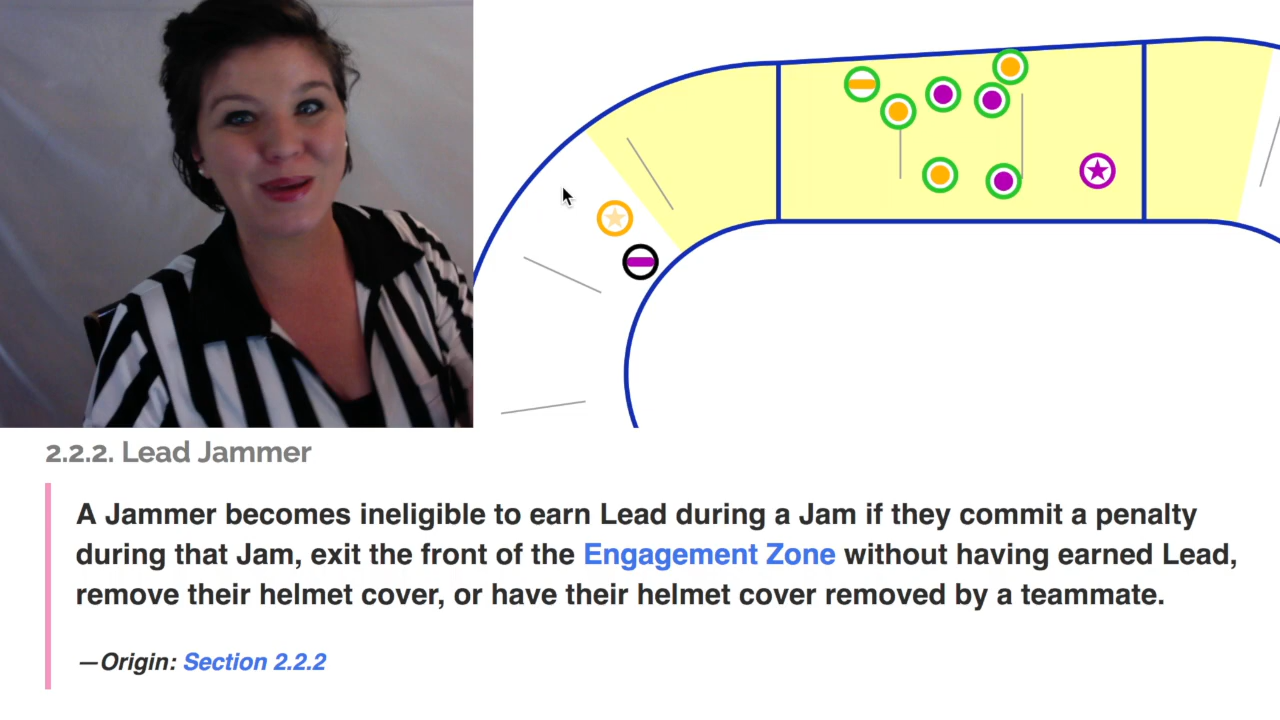 2.2.2. Lead Jammer
A Jammer becomes ineligible to earn Lead during a Jam if they commit a penalty
during that Jam, exit the front of the Engagement Zone without having earned Lead,
remove their helmet cover, or have their helmet cover removed by a teammate.
—Origin: Section 2.2.2